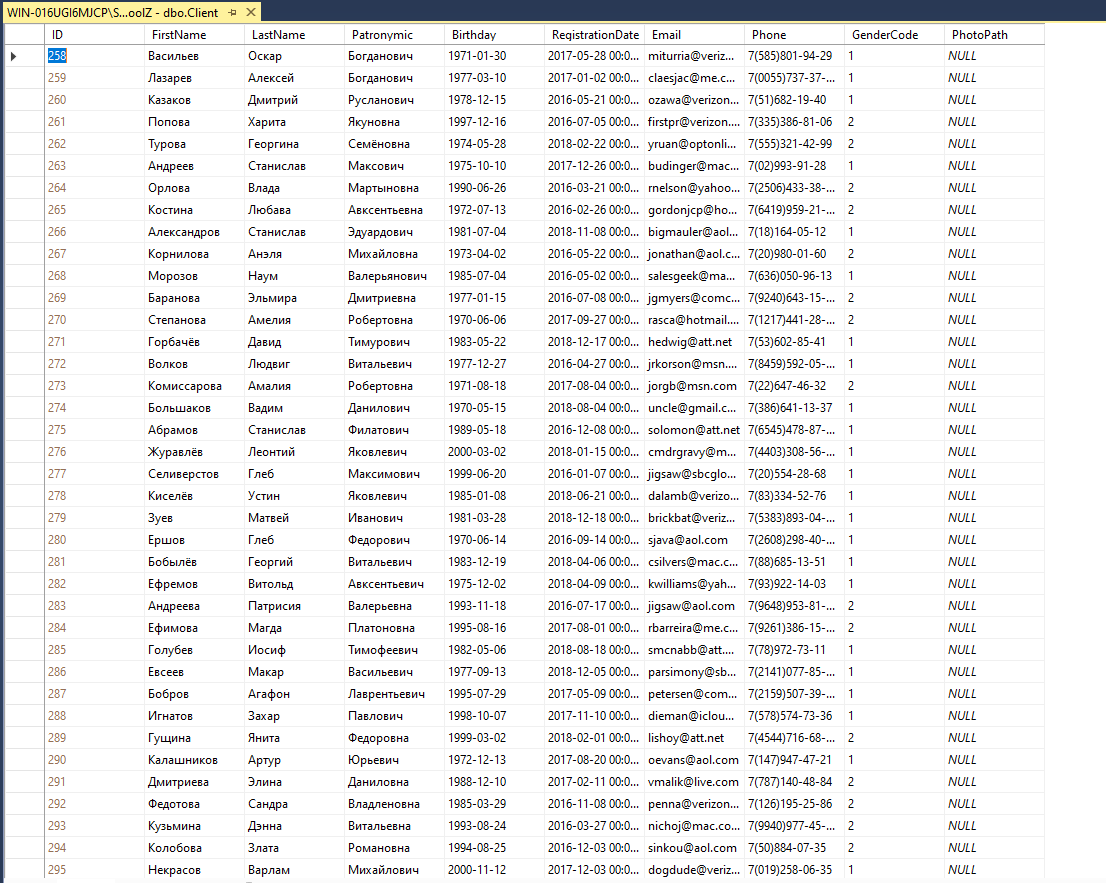 WIN-016UGI6MJCP\S...oolZ - dbo.Client
ID FirstName LastName Patronymic Birthday RegistrationDate Email Phone GenderCode PhotoPath
258 Васильев Оскар Богданович 1971-01-30 2017-05-28 00:0... miturria@veriz... 7(585)801-94-29 1 NULL
259 Лазарев Алексей Богданович 1977-03-10 2017-01-02 00:0... claesjac@me.c... 7(0055)737-37-... 1 NULL
260 Казаков Дмитрий Русланович 1978-12-15 2016-05-21 00:0... ozawa@verizon... 7(51)682-19-40 1 NULL
261 Попова Харита Якуновна 1997-12-16 2016-07-05 00:0... firstpr@verizon.... 7(335)386-81-06 2 NULL
262 Турова Георгина Семёновна 1974-05-28 2018-02-22 00:0... yruan@optonli... 7(555)321-42-99 2 NULL
263 Андреев Станислав Максович 1975-10-10 2017-12-26 00:0... budinger@mac... 7(02)993-91-28 1 NULL
264 Орлова Влада Мартыновна 1990-06-26 2016-03-21 00:0... rnelson@yahoo... 7(2506)433-38-... 2 NULL
265 Костина Любава Авксентьевна 1972-07-13 2016-02-26 00:0... gordonjcp@ho... 7(6419)959-21-... 2 NULL
266 Александров Станислав Эдуардович 1981-07-04 2018-11-08 00:0... bigmauler@aol... 7(18)164-05-12 1 NULL
267 Корнилова Анэля Михайловна 1973-04-02 2016-05-22 00:0... jonathan@aol.c... 7(20)980-01-60 2 NULL
268 Морозов Наум Валерьянович 1985-07-04 2016-05-02 00:0... salesgeek@ma... 7(636)050-96-13 1 NULL
269 Баранова Эльмира Дмитриевна 1977-01-15 2016-07-08 00:0... jgmyers@comc... 7(9240)643-15-... 2 NULL
270 Степанова Амелия Робертовна 1970-06-06 2017-09-27 00:0... rasca@hotmail.... 7(1217)441-28-... 2 NULL
271 Горбачёв Давид Тимурович 1983-05-22 2018-12-17 00:0... hedwig@att.net 7(53)602-85-41 1 NULL
272 Волков Людвиг Витальевич 1977-12-27 2016-04-27 00:0... jrkorson@msn.... 7(8459)592-05-... 1 NULL
273 Комиссарова Амалия Робертовна 1971-08-18 2017-08-04 00:0... jorgb@msn.com 7(22)647-46-32 2 NULL
274 Большаков Вадим Данилович 1970-05-15 2018-08-04 00:0... uncle@gmail.c... 7(386)641-13-37 1 NULL
275 Абрамов Станислав Филатович 1989-05-18 2016-12-08 00:0... solomon@att.net 7(6545)478-87-... 1 NULL
276 Журавлёв Леонтий Яковлевич 2000-03-02 2018-01-15 00:0... cmdrgravy@m... 7(4403)308-56-... 1 NULL
277 Селиверстов Глеб Максимович 1999-06-20 2016-01-07 00:0... jigsaw@sbcglo... 7(20)554-28-68 1 NULL
278 Киселёв Устин Яковлевич 1985-01-08 2018-06-21 00:0... dalamb@verizo... 7(83)334-52-76 1 NULL
279 Зуев Матвей Иванович 1981-03-28 2018-12-18 00:0... brickbat@veriz... 7(5383)893-04-... 1 NULL
280 Ершов Глеб Федорович 1970-06-14 2016-09-14 00:0... sjava@aol.com 7(2608)298-40-... 1 NULL
281 Бобылёв Георгий Витальевич 1983-12-19 2018-04-06 00:0... csilvers@mac.c... 7(88)685-13-51 1 NULL
282 Ефремов Витольд Авксентьевич 1975-12-02 2018-04-09 00:0... kwilliams@yah... 7(93)922-14-03 1 NULL
283 Андреева Патрисия Валерьевна 1993-11-18 2016-07-17 00:0... jigsaw@aol.com 7(9648)953-81-... 2 NULL
284 Ефимова Магда Платоновна 1995-08-16 2017-08-01 00:0... rbarreira@me.c... 7(9261)386-15-... 2 NULL
285 Голубев Иосиф Тимофеевич 1982-05-06 2018-08-18 00:0... smcnabb@att.... 7(78)972-73-11 1 NULL
286 Евсеев Макар Васильевич 1977-09-13 2018-12-05 00:0... parsimony@sb... 7(2141)077-85-... 1 NULL
287 Бобров Агафон Лаврентьевич 1995-07-29 2017-05-09 00:0... petersen@com... 7(2159)507-39-... 1 NULL
288 Игнатов Захар Павлович 1998-10-07 2017-11-10 00:0... dieman@iclou... 7(578)574-73-36 1 NULL
289 Гущина Янита Федоровна 1999-03-02 2018-02-01 00:0... lishoy@att.net 7(4544)716-68-... 2 NULL
290 Калашников Артур Юрьевич 1972-12-13 2017-08-20 00:0... oevans@aol.com 7(147)947-47-21 1 NULL
291 Дмитриева Элина Даниловна 1988-12-10 2017-02-11 00:0... vmalik@live.com 7(787)140-48-84 2 NULL
292 Федотова Сандра Владленовна 1985-03-29 2016-11-08 00:0... penna@verizon... 7(126)195-25-86 2 NULL
293 Кузьмина Дэнна Витальевна 1993-08-24 2016-03-27 00:0... nichoj@mac.co... 7(9940)977-45-... 2 NULL
294 Колобова Злата Романовна 1994-08-25 2016-12-03 00:0... sinkou@aol.com 7(50)884-07-35 2 NULL
295 Некрасов Варлам Михайлович 2000-11-12 2017-12-03 00:0... dogdude@veriz... 7(019)258-06-35 1 NULL